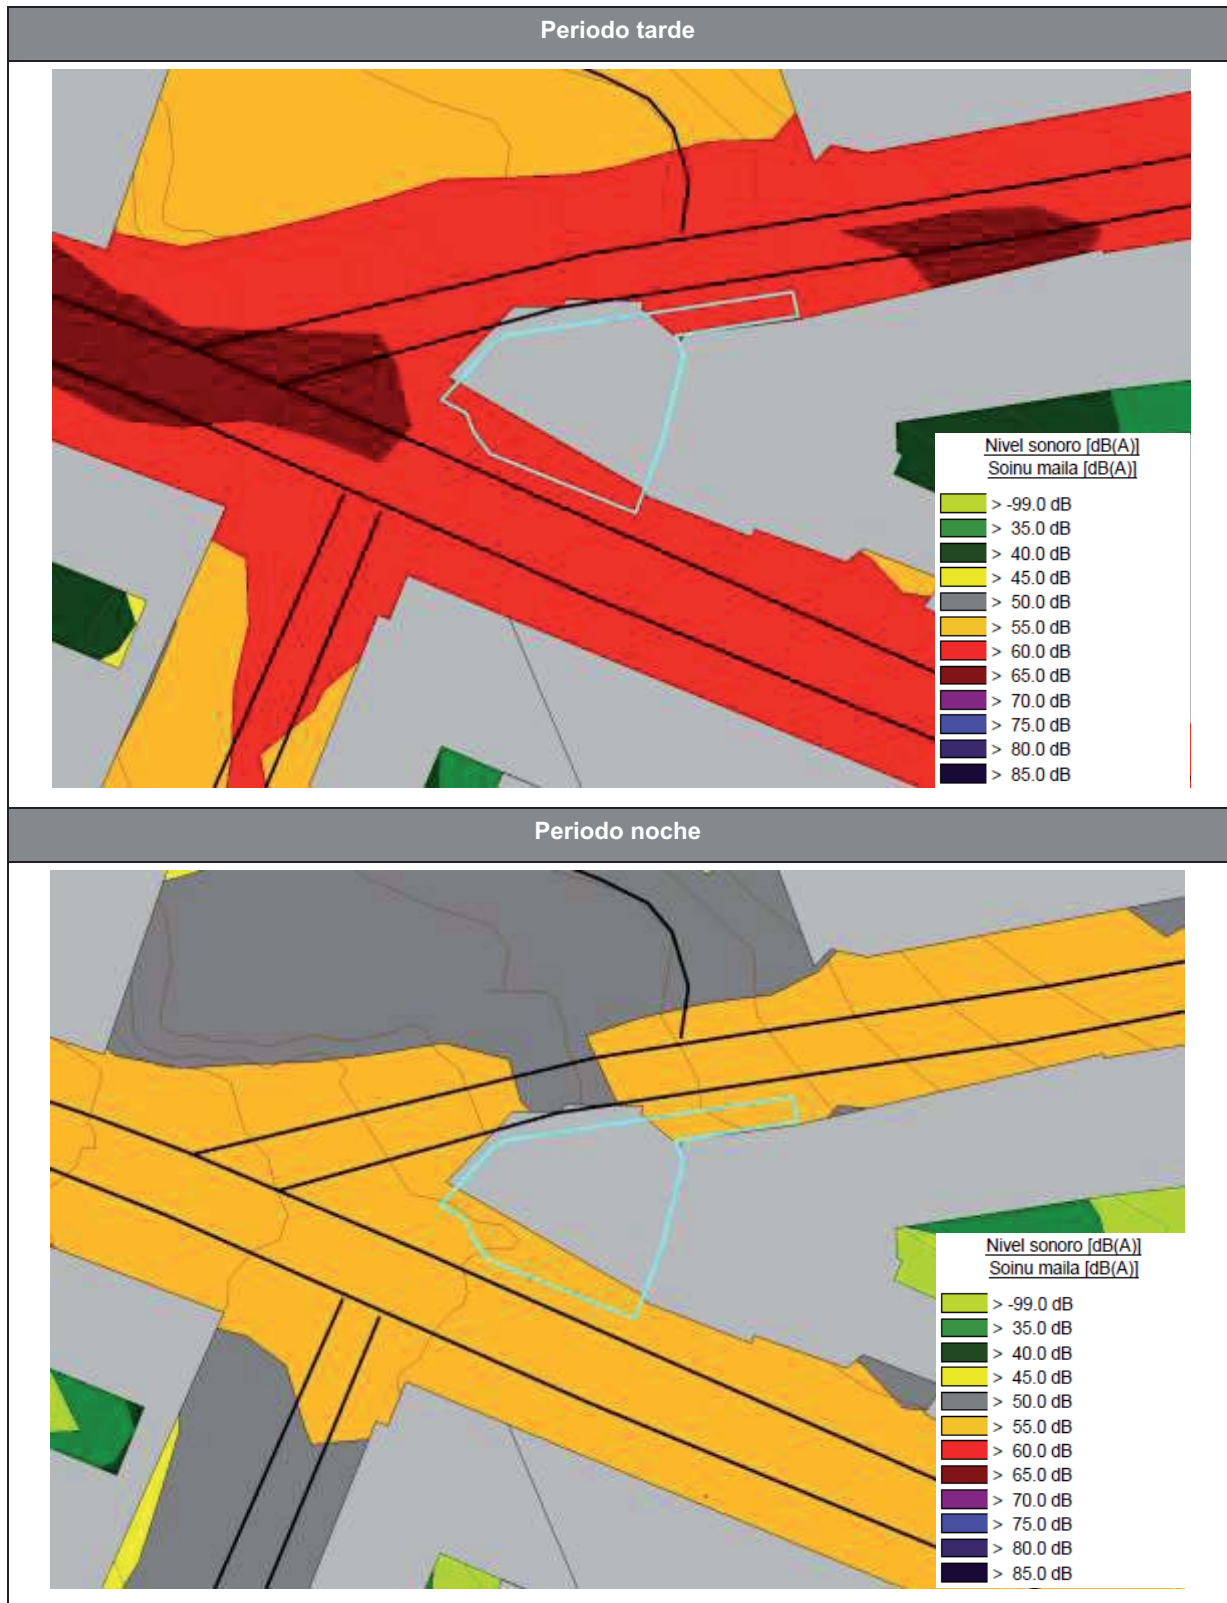 Periodo tarde
Nivel sonoro [dB(A)]
Soinu maila [dB(A)]
> -99.0 dB
> 35.0 dB
> 40.0 dB
> 45.0 dB
> 50.0 dB
> 55.0 dB
> 60.0 dB
> 65.0 dB
> 70.0 dB
> 75.0 dB
> 80.0 dB
> 85.0 dB
Periodo noche
Nivel sonoro [dB(A)]
Soinu maila [dB(A)]
> -99.0 dB
> 35.0 dB
> 40.0 dB
> 45.0 dB
> 50.0 dB
> 55.0 dB
> 60.0 dB
> 65.0 dB
> 70.0 dB
> 75.0 dB
> 80.0 dB
> 85.0 dB